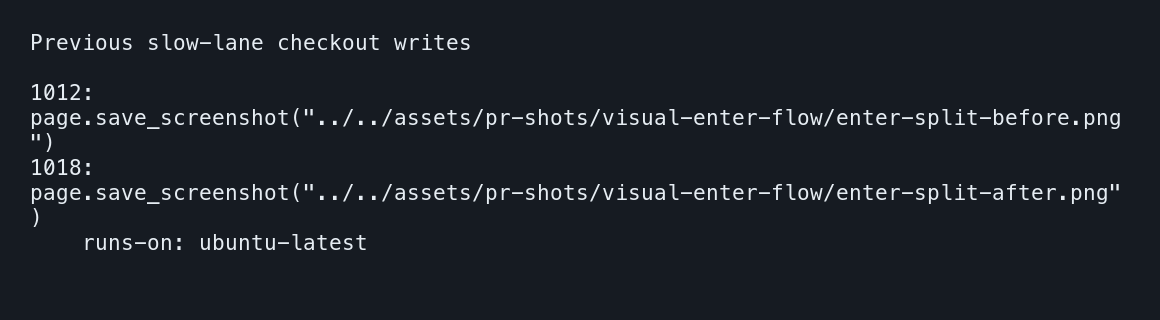 Previous slow-lane checkout writes

1012:
page.save_screenshot("../../assets/pr-shots/visual-enter-flow/enter-split-before.png
")
1018:
page.save_screenshot("../../assets/pr-shots/visual-enter-flow/enter-split-after.png"
)
    runs-on: ubuntu-latest